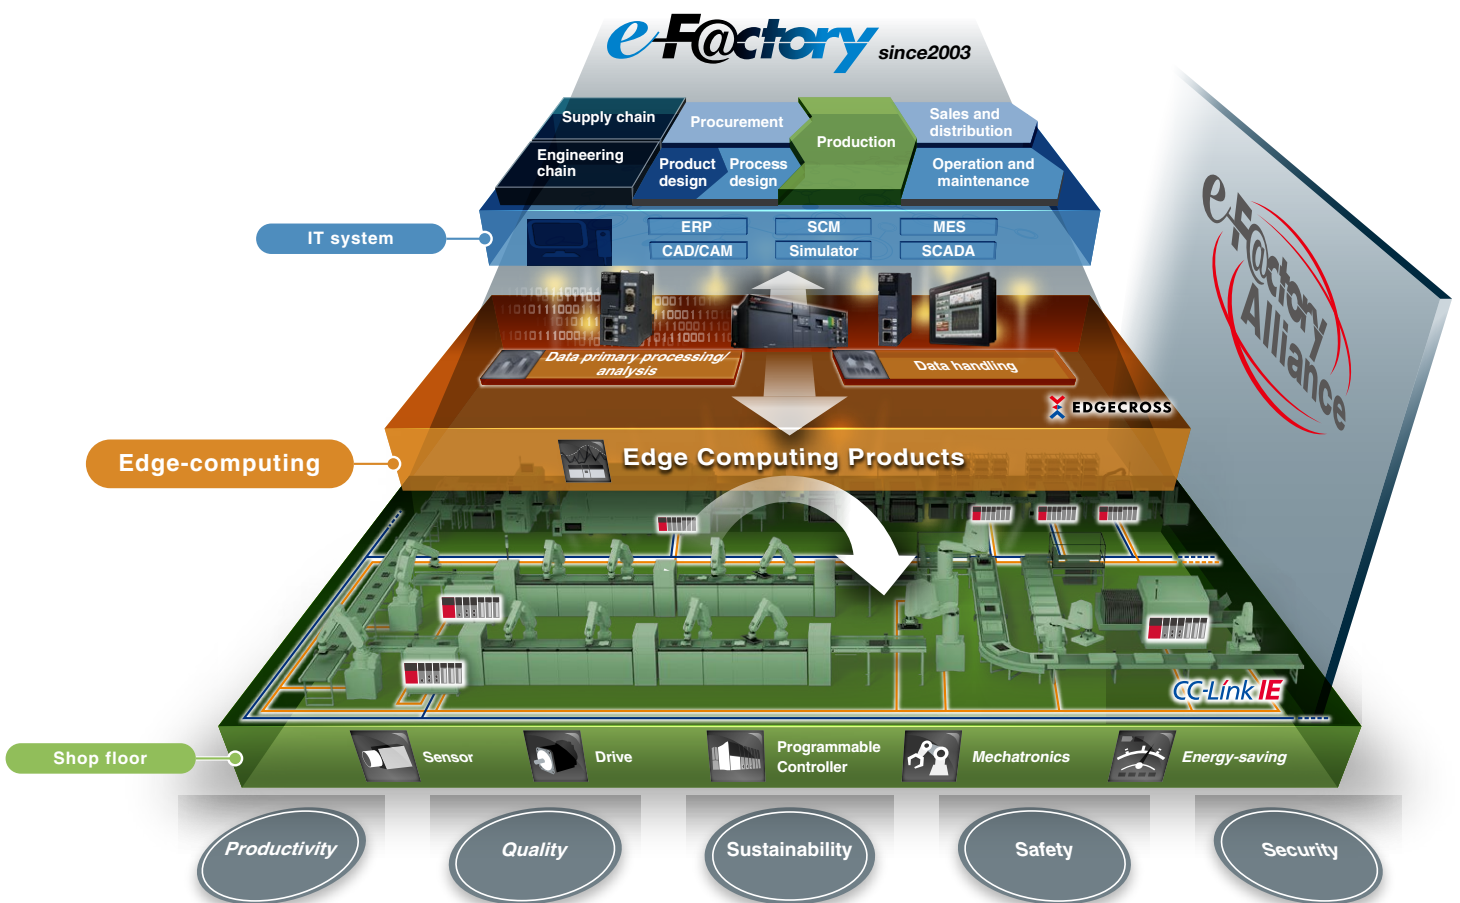 e-F@ctory since2003
Supply chain
Procurement
Production
Sales and
distribution
Engineering
chain
Product
design
Process
design
Operation and
maintenance
IT system
ERP
SCM
MES
CAD/CAM
Simulator
SCADA
e-F@ctory
Alliance
Data primary processing/
analysis
Data handling
EDGECROSS
Edge-computing
Edge Computing Products
CC-Link IE
Shop floor
Sensor
Drive
Programmable
Controller
Mechatronics
Energy-saving
Productivity
Quality
Sustainability
Safety
Security